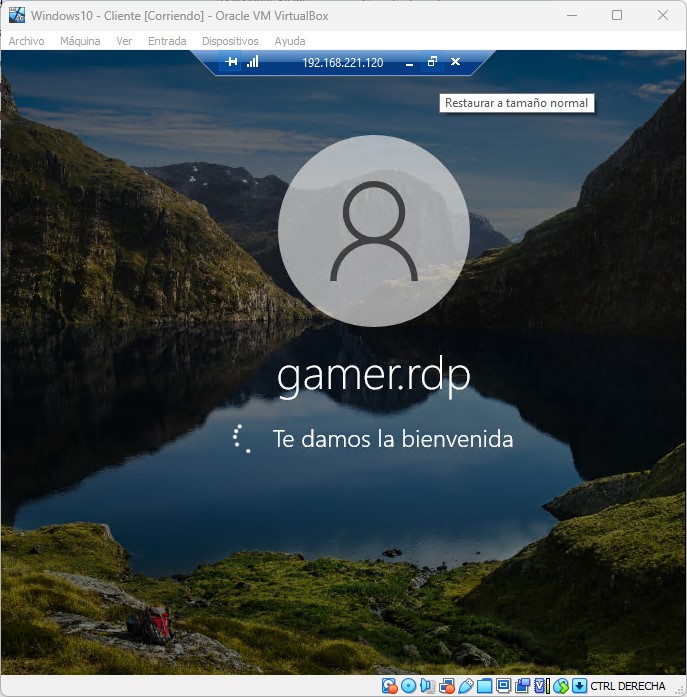 Windows10 - Cliente [Corriendo] - Oracle VM VirtualBox
Archivo Máquina Ver Entrada Dispositivos Ayuda
192.168.221.120
Restaurar a tamaño normal
gamer.rdp
Te damos la bienvenida
CTRL DERECHA